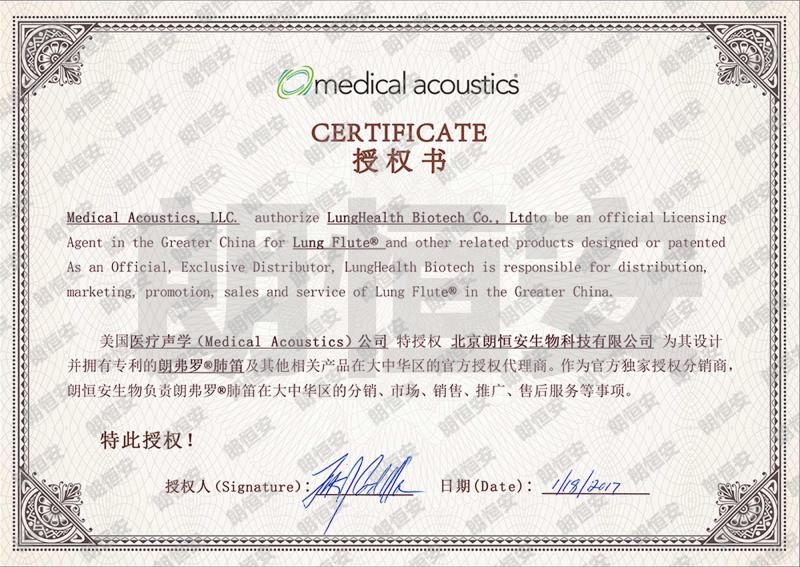 medical acoustics®
CERTIFICATE
授权书
Medical Acoustics, LLC. authorize LungHealth Biotech Co., Ltdto be an official Licensing
Agent in the Greater China for Lung Flute® and other related products designed or patented
As an Official, Exclusive Distributor, LungHealth Biotech is responsible for distribution,
marketing, promotion, sales and service of Lung Flute® in the Greater China.
美国医疗声学(Medical Acoustics)公司 特授权 北京朗恒安生物科技有限公司 为其设计
并拥有专利的朗弗罗®肺笛及其他相关产品在大中华区的官方授权代理商。作为官方独家授权分销商，
朗恒安生物负责朗弗罗®肺笛在大中华区的分销、市场、销售、推广、售后服务等事项。
特此授权！
授权人(Signature): 日期(Date): 1/18/2017
朗恒安